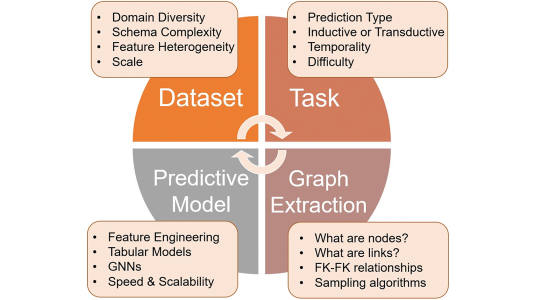 • Domain Diversity
• Schema Complexity
• Feature Heterogeneity
• Scale
• Prediction Type
• Inductive or Transductive
• Temporality
• Difficulty
Dataset
Task
Predictive
Model
Graph
Extraction
• Feature Engineering
• Tabular Models
• GNNs
• Speed & Scalability
• What are nodes?
• What are links?
• FK-FK relationships
• Sampling algorithms